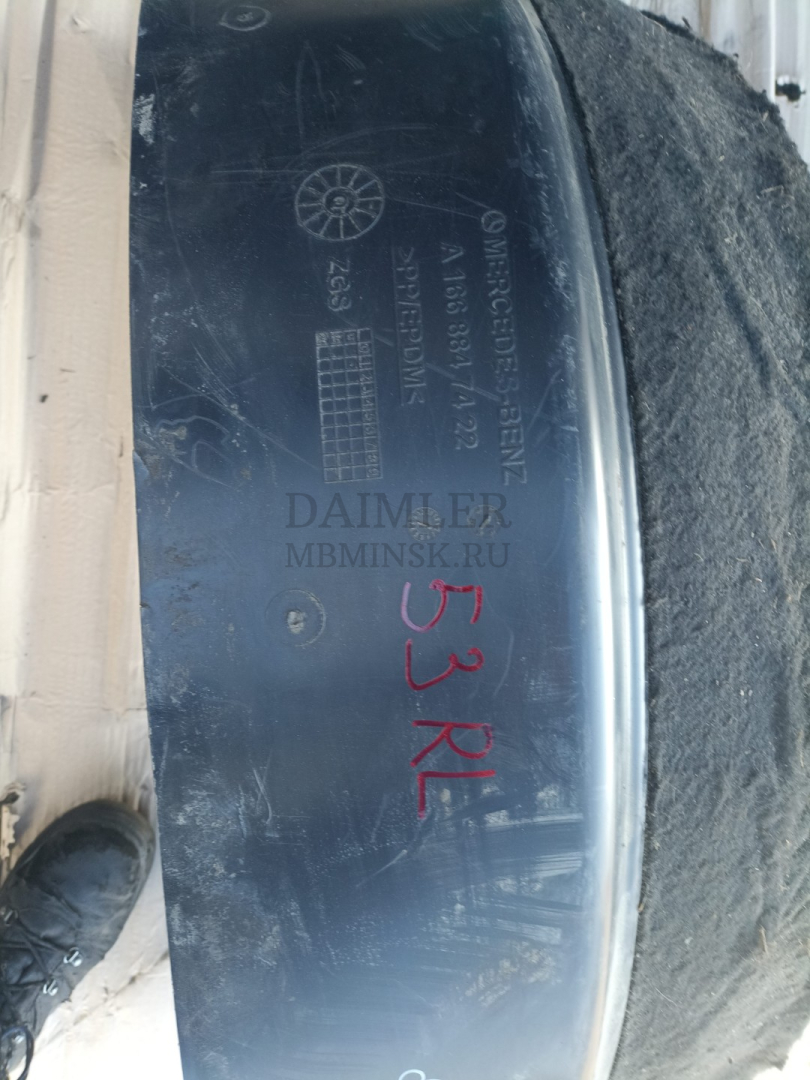 MERCEDES-BENZ
A 166 884 74 22
>PP/EPDM<
ZGS
DAIMLER
MBMINSK.RU
53 RL